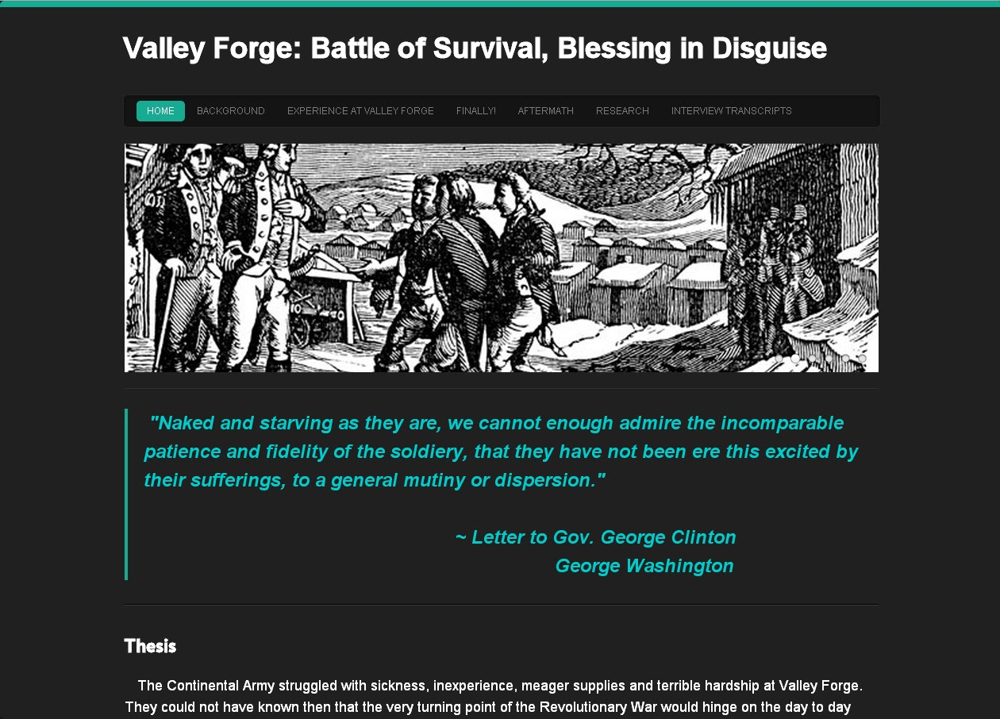 Valley Forge: Battle of Survival, Blessing in Disguise
HOME BACKGROUND EXPERIENCE AT VALLEY FORGE FINALLY! AFTERMATH RESEARCH INTERVIEW TRANSCRIPTS
"Naked and starving as they are, we cannot enough admire the incomparable
patience and fidelity of the soldiery, that they have not been ere this excited by
their sufferings, to a general mutiny or dispersion."
~ Letter to Gov. George Clinton
George Washington
Thesis
The Continental Army struggled with sickness, inexperience, meager supplies and terrible hardship at Valley Forge.
They could not have known then that the very turning point of the Revolutionary War would hinge on the day to day